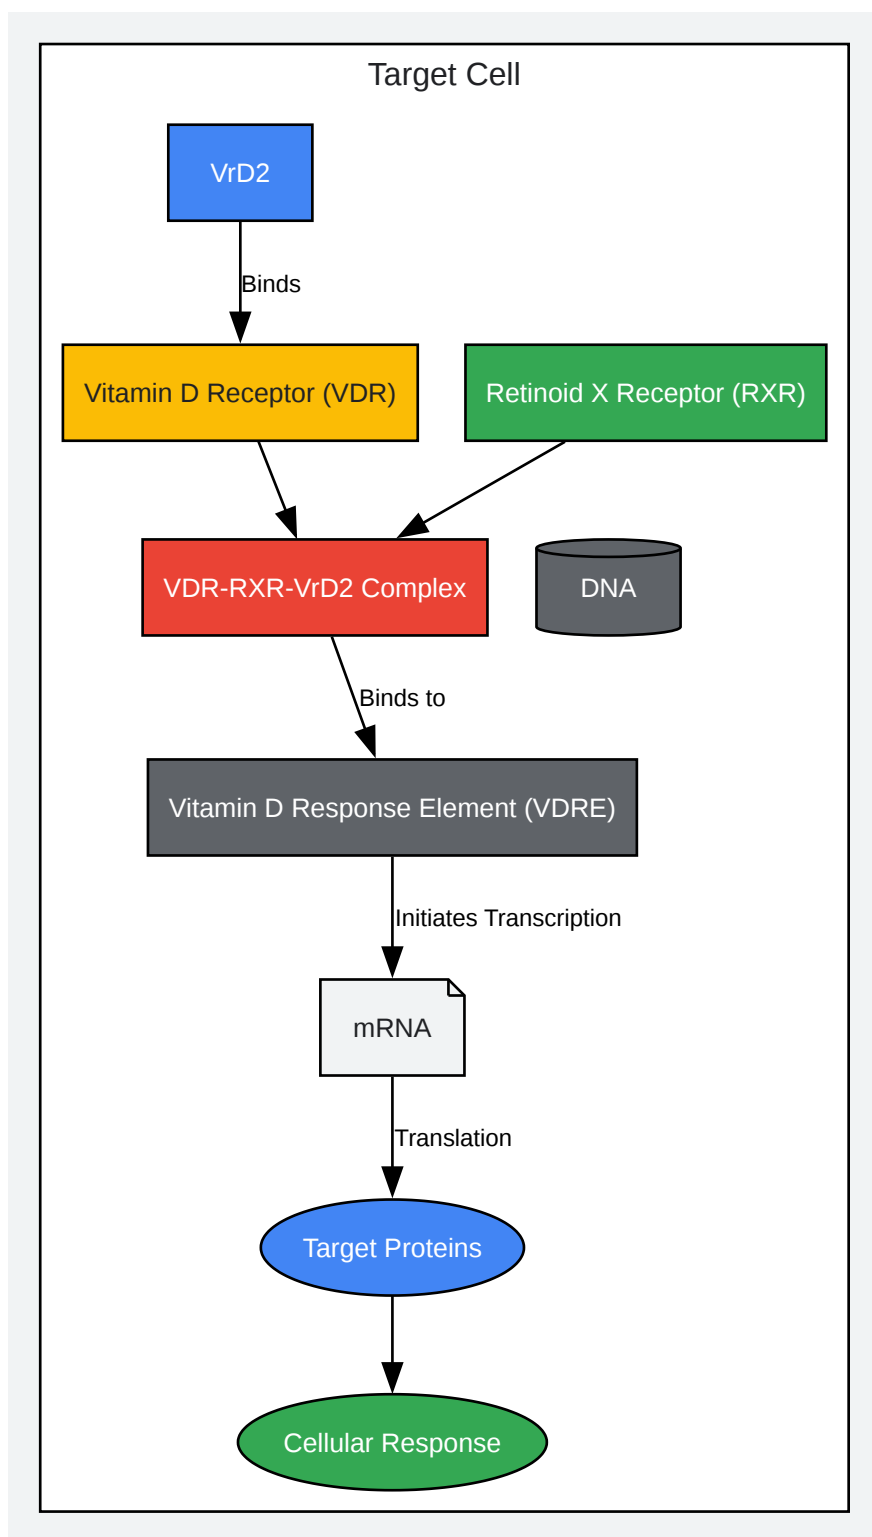 Target Cell
VrD2
Binds
Vitamin D Receptor (VDR)
Retinoid X Receptor (RXR)
VDR-RXR-VrD2 Complex
DNA
Binds to
Vitamin D Response Element (VDRE)
Initiates Transcription
mRNA
Translation
Target Proteins
Cellular Response